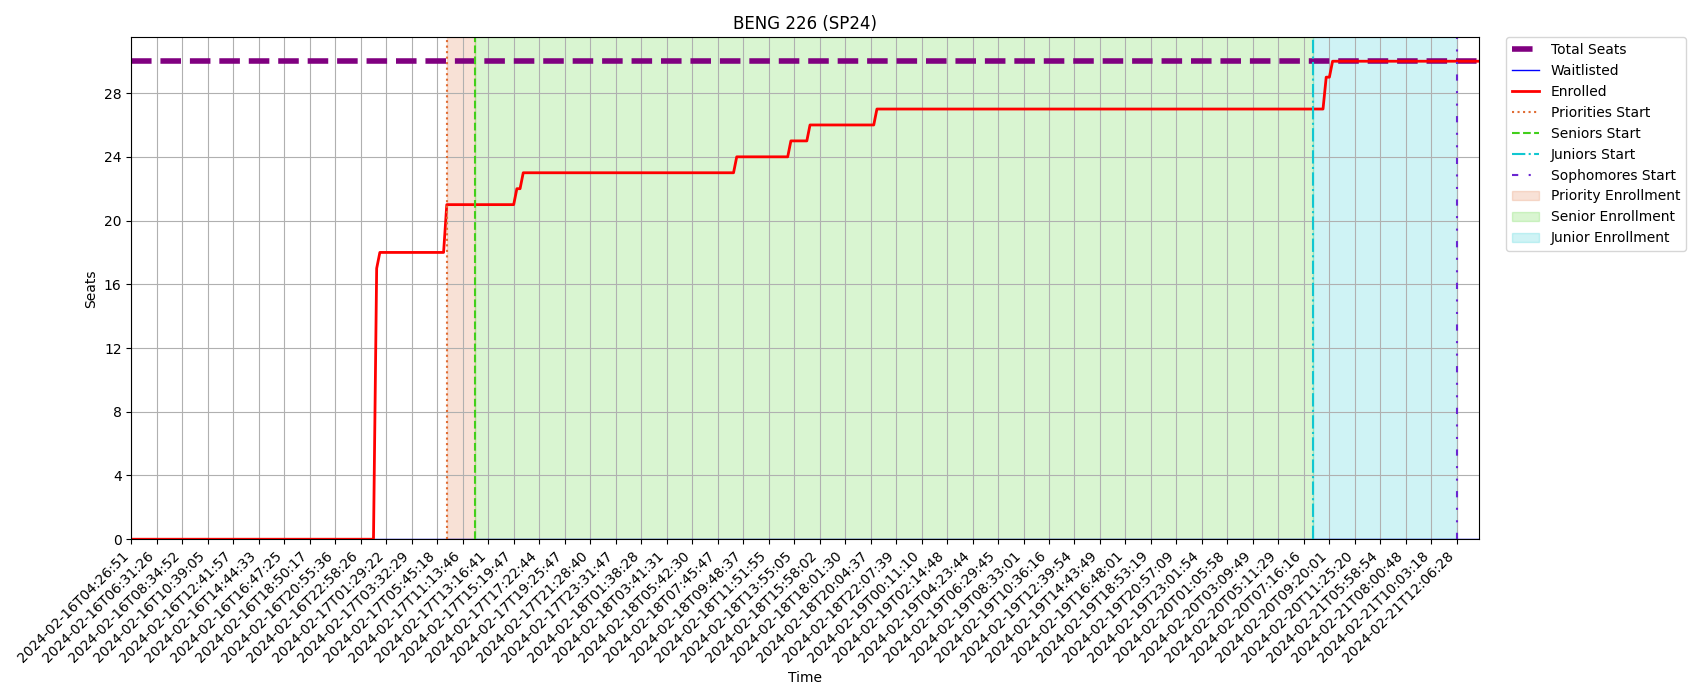 BENG 226 (SP24)
Total Seats
Waitlisted
Enrolled
Priorities Start
Seniors Start
Juniors Start
Sophomores Start
Priority Enrollment
Senior Enrollment
Junior Enrollment
Seats
28
24
20
16
12
8
4
0
2024-02-16T04:26:51
2024-02-16T06:31:26
2024-02-16T08:34:52
2024-02-16T10:39:05
2024-02-16T12:41:57
2024-02-16T14:44:33
2024-02-16T16:47:25
2024-02-16T18:50:17
2024-02-16T20:55:36
2024-02-16T22:58:26
2024-02-17T01:29:22
2024-02-17T03:32:29
2024-02-17T05:45:18
2024-02-17T11:13:46
2024-02-17T13:16:41
2024-02-17T15:19:47
2024-02-17T17:22:44
2024-02-17T19:25:47
2024-02-17T21:28:40
2024-02-17T23:31:47
2024-02-18T01:38:28
2024-02-18T03:41:31
2024-02-18T05:42:30
2024-02-18T07:45:47
2024-02-18T09:48:37
2024-02-18T11:51:55
2024-02-18T13:55:05
2024-02-18T15:58:02
2024-02-18T18:01:30
2024-02-18T20:04:37
2024-02-18T22:07:39
2024-02-19T00:11:10
2024-02-19T02:14:48
2024-02-19T04:23:44
2024-02-19T06:29:45
2024-02-19T08:33:01
2024-02-19T10:36:16
2024-02-19T12:39:54
2024-02-19T14:43:49
2024-02-19T16:48:01
2024-02-19T18:53:19
2024-02-19T20:57:09
2024-02-19T23:01:54
2024-02-20T01:05:58
2024-02-20T03:09:49
2024-02-20T05:11:29
2024-02-20T07:16:16
2024-02-20T09:20:01
2024-02-20T11:25:20
2024-02-21T05:58:54
2024-02-21T08:00:48
2024-02-21T10:03:18
2024-02-21T12:06:28
Time